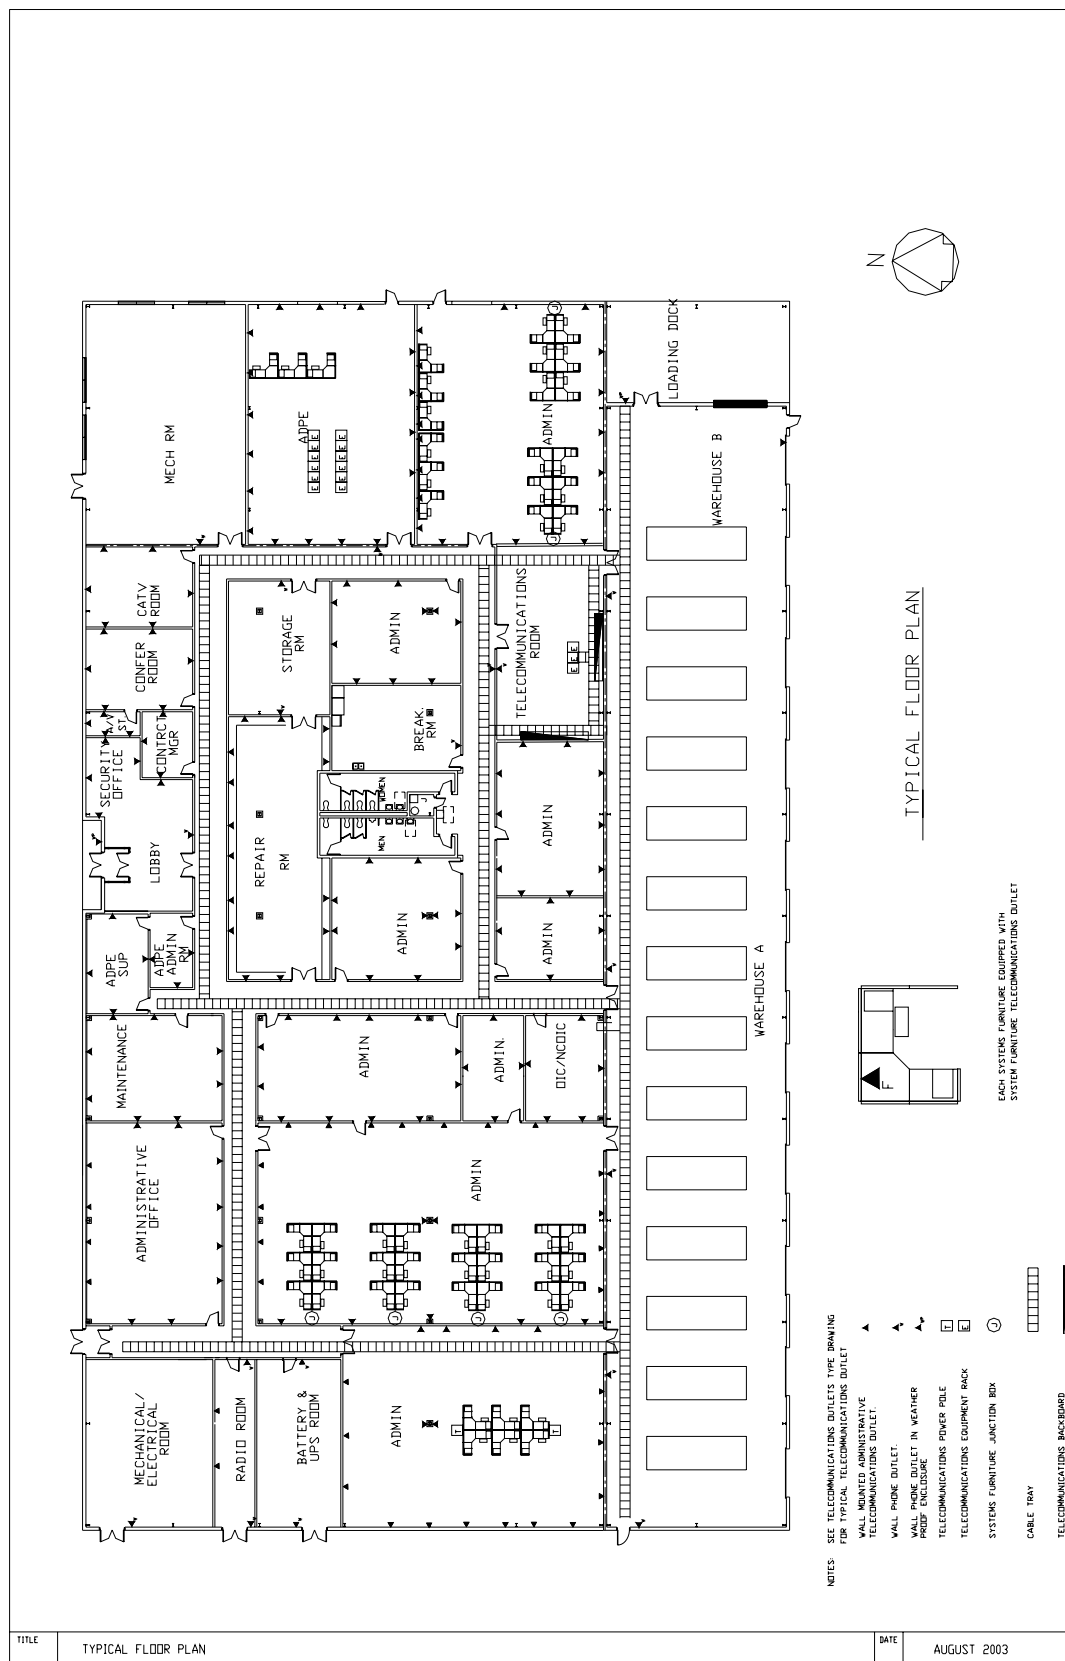 N
LOADING DOCK
MECH RM
ADPE
E E E E E E
E E E E E E
ADMIN
J
J
WAREHOUSE B
CATV
ROOM
CONFER
ROOM
A/V
ST
CONTRCT
MGR
SECURITY
OFFICE
LOBBY
STORAGE
RM
ADMIN
TELECOMMUNICATIONS
ROOM
E E E
BREAK.
RM
WOMEN
MEN
J
REPAIR
RM
ADMIN
ADMIN
ADMIN
ADPE
SUP
ADPE
ADMIN
RM
WAREHOUSE A
MAINTENANCE
ADMIN
ADMIN.
OIC/NCOIC
ADMINISTRATIVE
OFFICE
ADMIN
J
J
J
J
MECHANICAL/
ELECTRICAL
ROOM
RADIO ROOM
BATTERY &
UPS ROOM
ADMIN
T
T
TYPICAL FLOOR PLAN
F
EACH SYSTEMS FURNITURE EQUIPPED WITH
SYSTEM FURNITURE TELECOMMUNICATIONS OUTLET
NOTES: SEE TELECOMMUNICATIONS OUTLETS TYPE DRAWING
FOR TYPICAL TELECOMMUNICATIONS OUTLET
WALL MOUNTED ADMINISTRATIVE
TELECOMMUNICATIONS OUTLET.
WALL PHONE OUTLET.
WALL PHONE OUTLET IN WEATHER
PROOF ENCLOSURE
TELECOMMUNICATIONS POWER POLE T
TELECOMMUNICATIONS EQUIPMENT RACK E
SYSTEMS FURNITURE JUNCTION BOX J
CABLE TRAY
TELECOMMUNICATIONS BACKBOARD
TITLE
TYPICAL FLOOR PLAN
DATE
AUGUST 2003